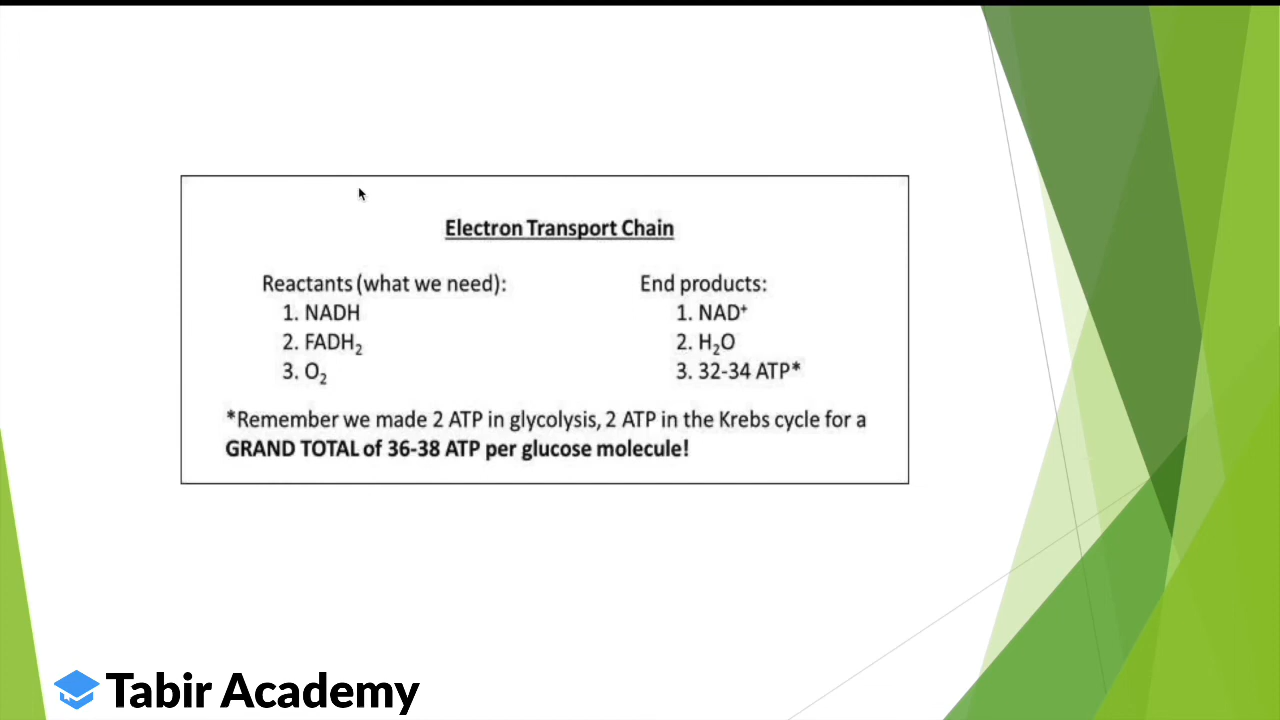 Electron Transport Chain
Reactants (what we need):
1. NADH
2. FADH₂
3. O₂
End products:
1. NAD⁺
2. H₂O
3. 32-34 ATP*
*Remember we made 2 ATP in glycolysis, 2 ATP in the Krebs cycle for a
GRAND TOTAL of 36-38 ATP per glucose molecule!
Tabir Academy